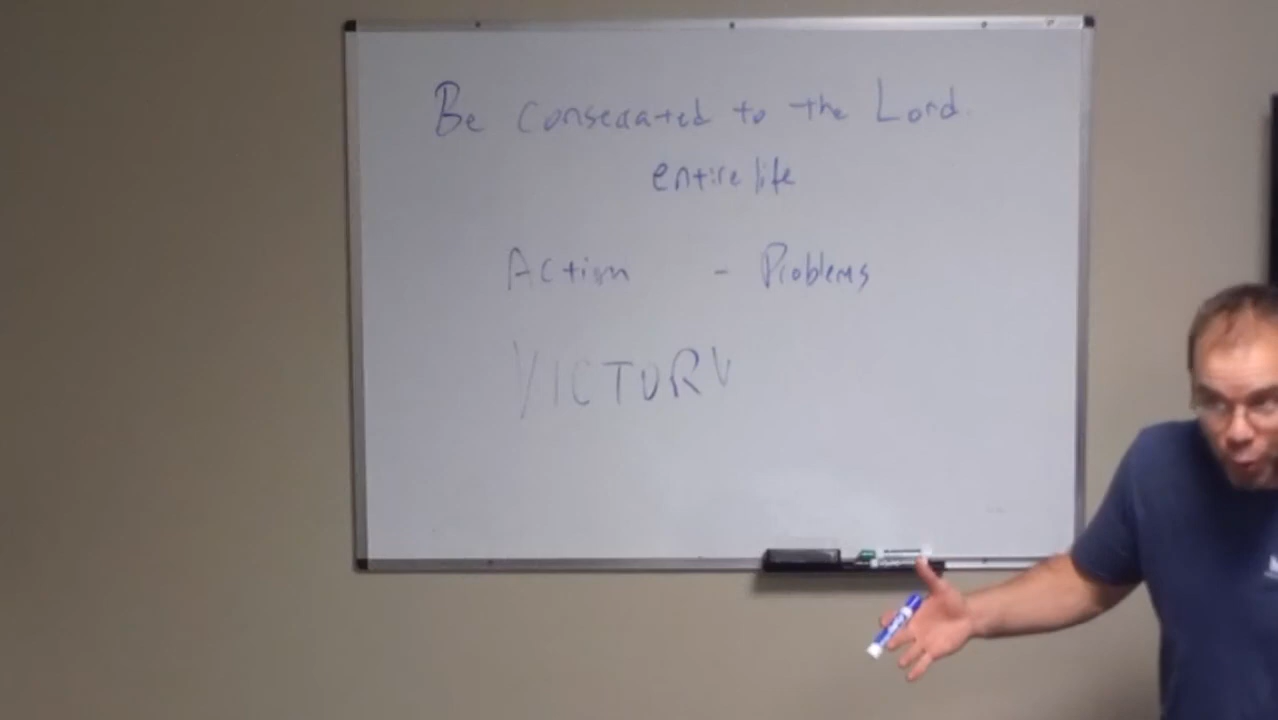 Be consecrated to the Lord.
entire life
Action - Problems
VICTORY